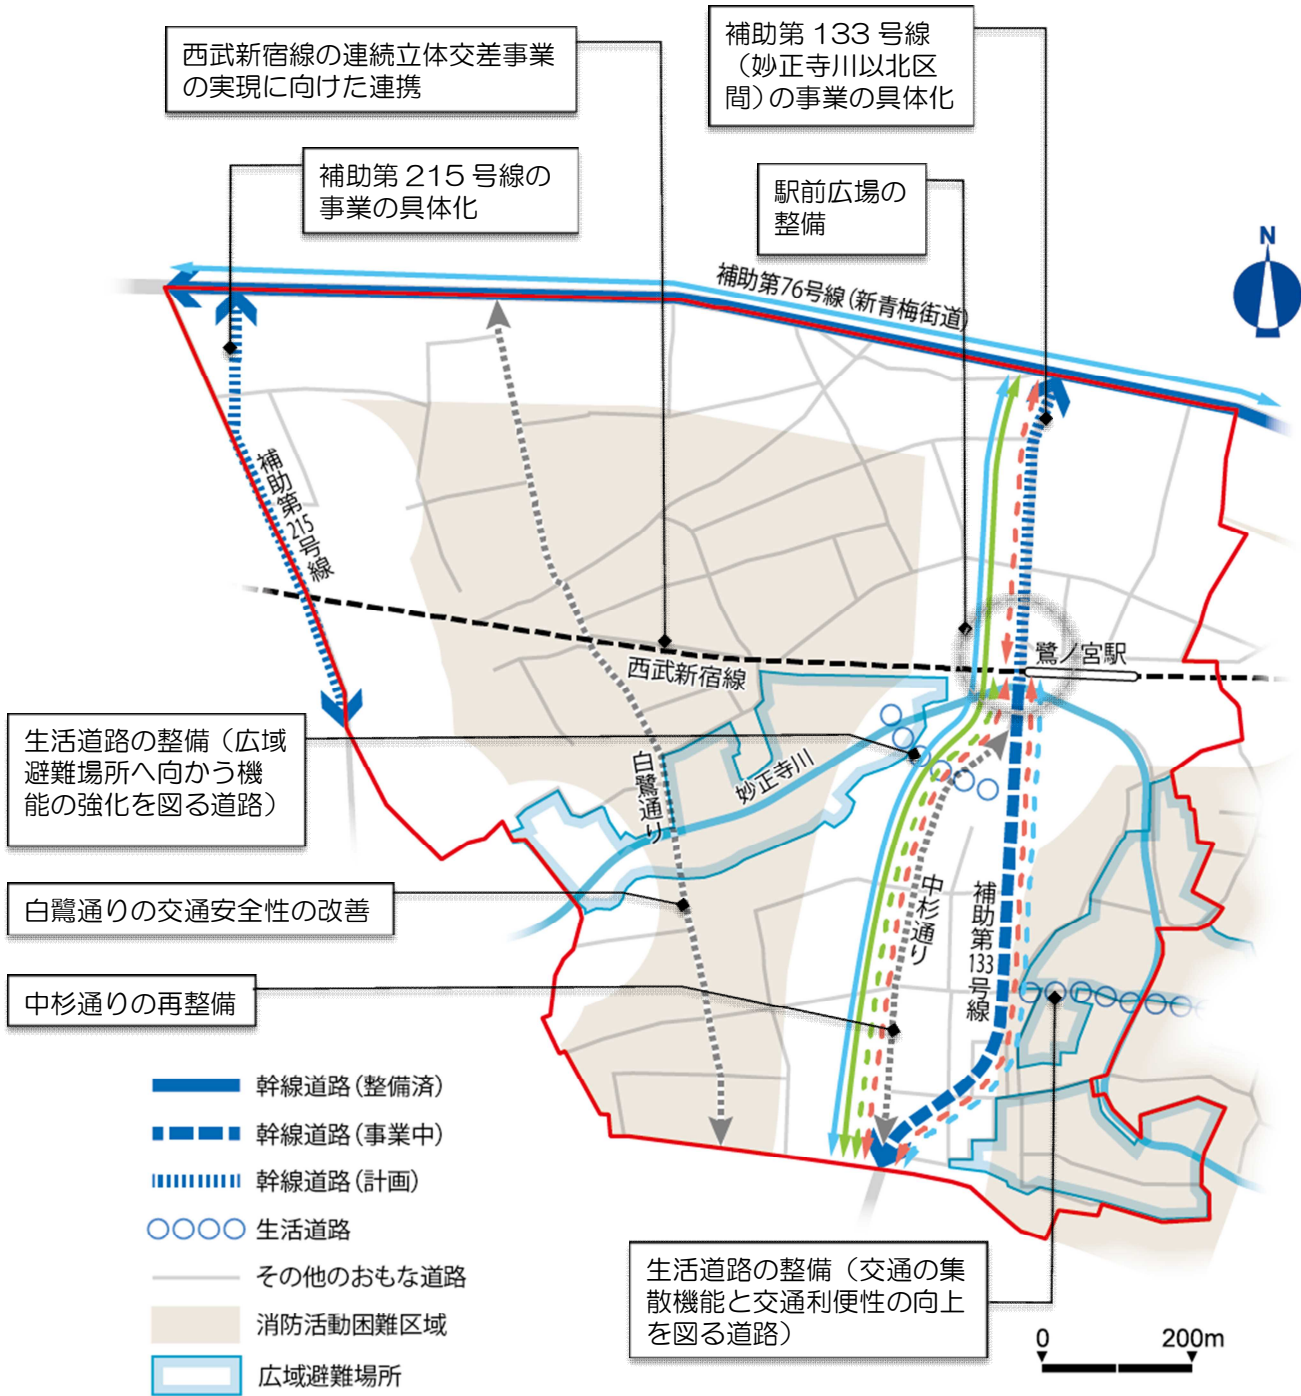 西武新宿線の連続立体交差事業
の実現に向けた連携
補助第 133 号線
（妙正寺川以北区
間）の事業の具体化
補助第 215 号線の
事業の具体化
駅前広場の
整備
N
補助第76号線(新青梅街道)
補助第215号線
西武新宿線
鷺ノ宮駅
生活道路の整備（広域
避難場所へ向かう機
能の強化を図る道路）
白鷺通り
妙正寺川
中杉通り
補助第133号線
白鷺通りの交通安全性の改善
中杉通りの再整備
幹線道路(整備済)
幹線道路(事業中)
幹線道路(計画)
生活道路
その他のおもな道路
消防活動困難区域
広域避難場所
生活道路の整備（交通の集
散機能と交通利便性の向上
を図る道路）
0 200m